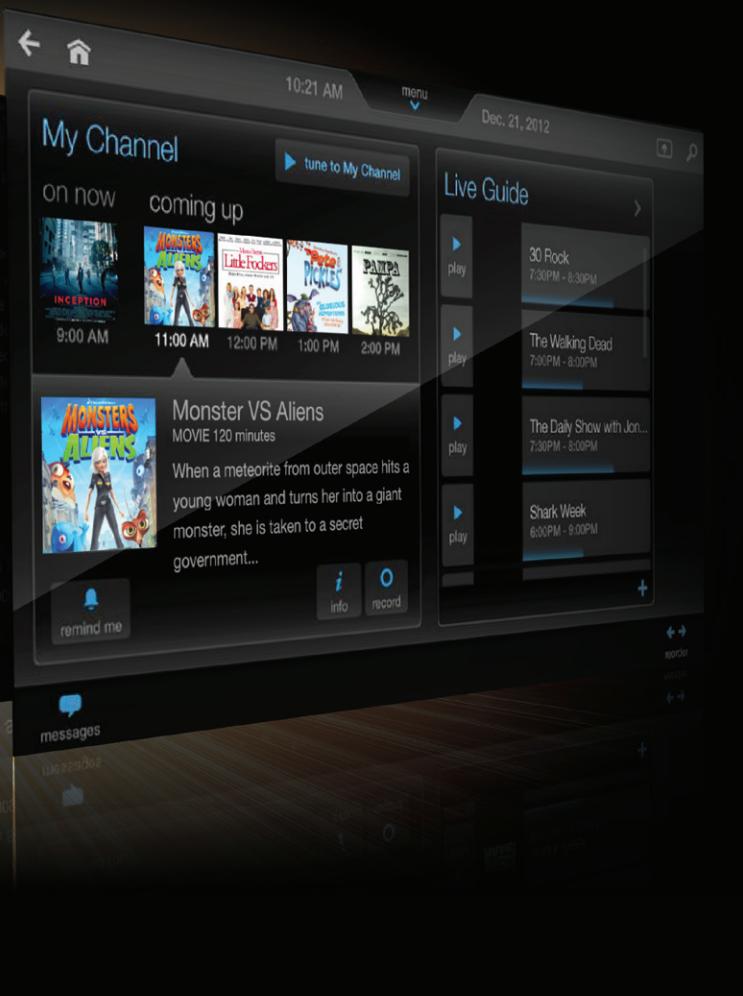 10:21 AM
menu
Dec. 21, 2012
My Channel
tune to My Channel
on now
coming up
INCEPTION
MONSTERS
VS
ALIENS
Little Fockers
PICKLES
PAMPA
9:00 AM
11:00 AM
12:00 PM
1:00 PM
2:00 PM
MONSTERS
VS
ALIENS
Monster VS Aliens
MOVIE 120 minutes
When a meteorite from outer space hits a
young woman and turns her into a giant
monster, she is taken to a secret
government...
remind me
info
record
Live Guide
play
30 Rock
7:30PM - 8:30PM
play
The Walking Dead
7:00PM - 8:00PM
play
The Daily Show with Jon...
7:30PM - 8:00PM
play
Shark Week
6:00PM - 9:00PM
reorder
messages